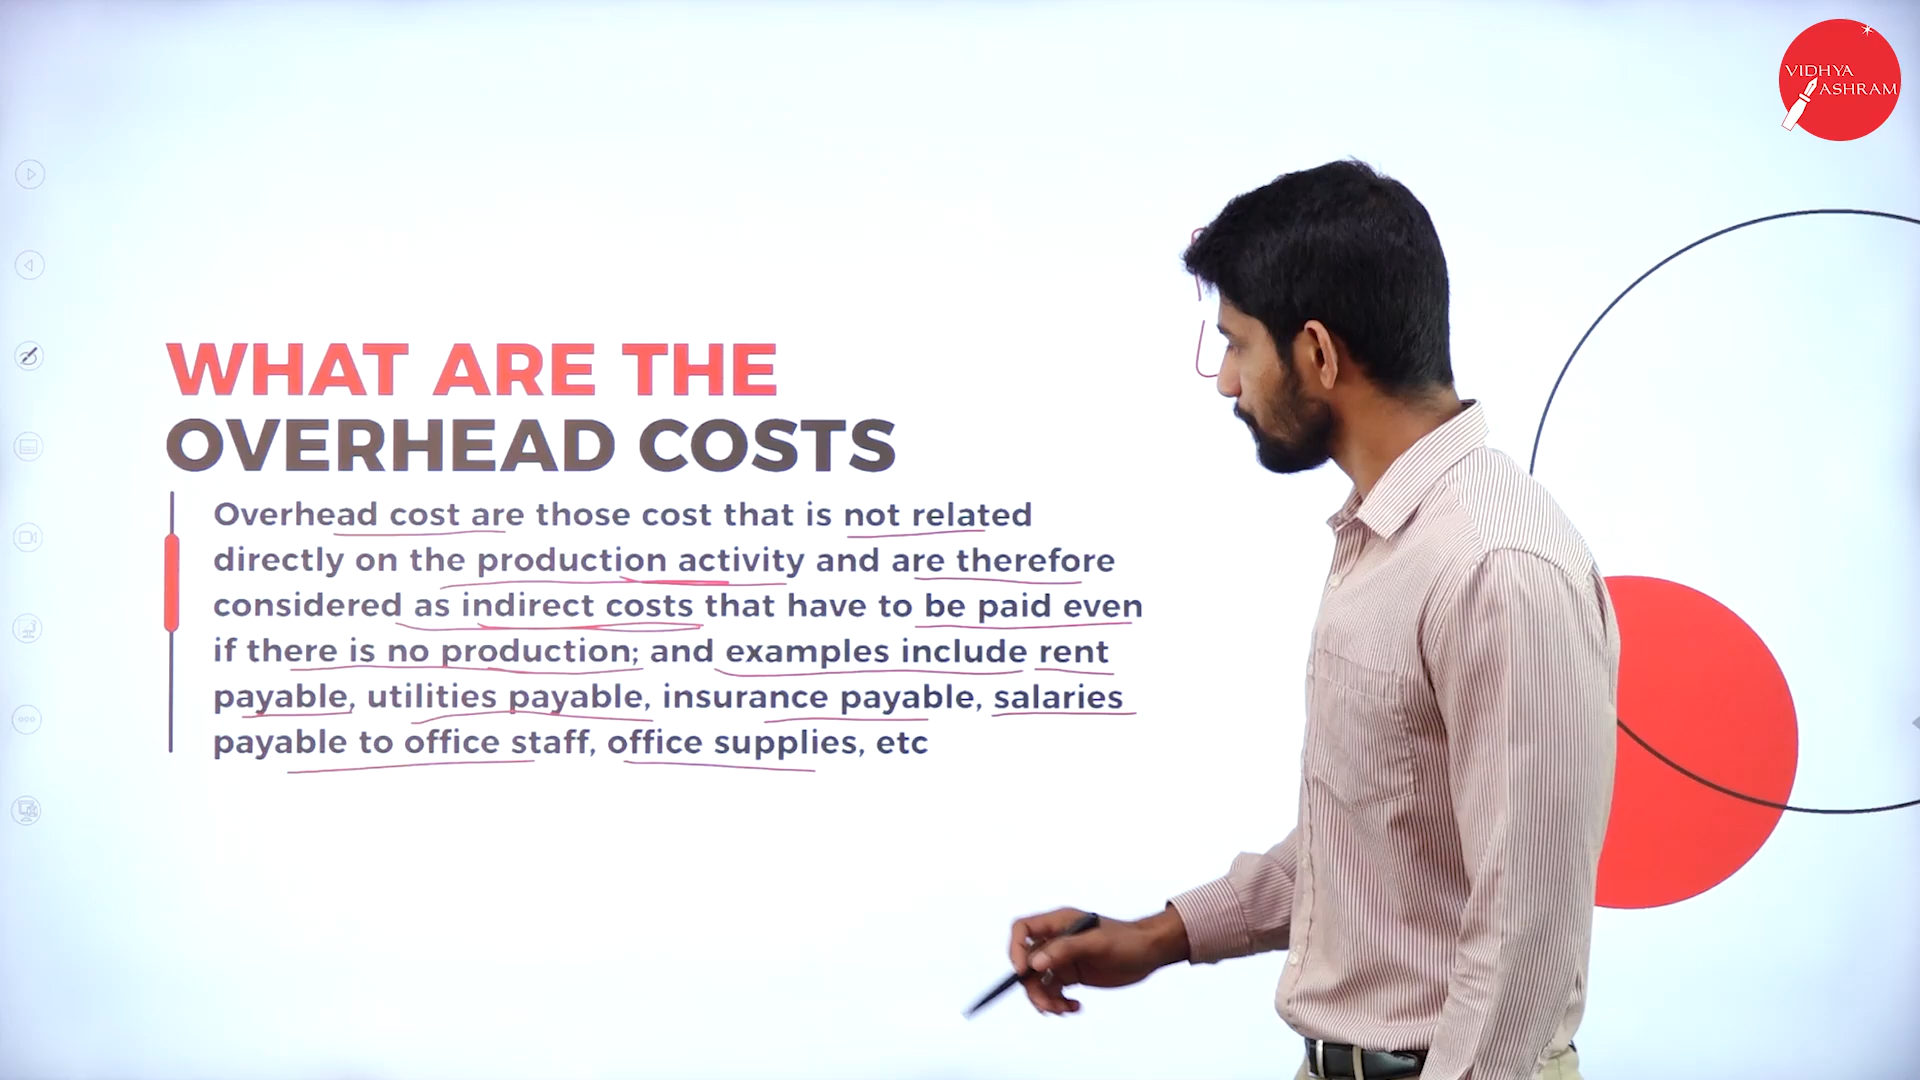 VIDHYA
ASHRAM
WHAT ARE THE
OVERHEAD COSTS
Overhead cost are those cost that is not related
directly on the production activity and are therefore
considered as indirect costs that have to be paid even
if there is no production; and examples include rent
payable, utilities payable, insurance payable, salaries
payable to office staff, office supplies, etc